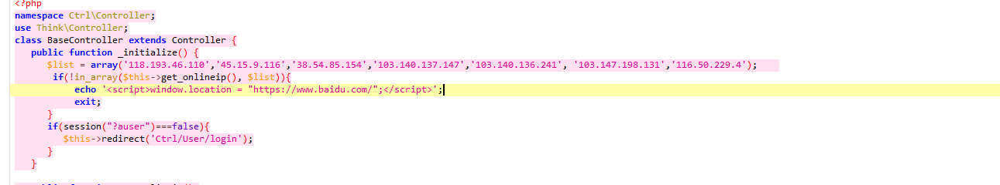 <?php
namespace Ctrl\Controller;
use Think\Controller;
class BaseController extends Controller {
public function _initialize() {
$list = array('118.193.46.110','45.15.9.116','38.54.85.154','103.140.137.147','103.140.136.241', '103.147.198.131','116.50.229.4');
if(!in_array($this->get_onlineip(), $list)){
echo '<script>window.location = "https://www.baidu.com/";</script>';
exit;
}
if(session("?auser")===false){
$this->redirect('Ctrl/User/login');
}
}